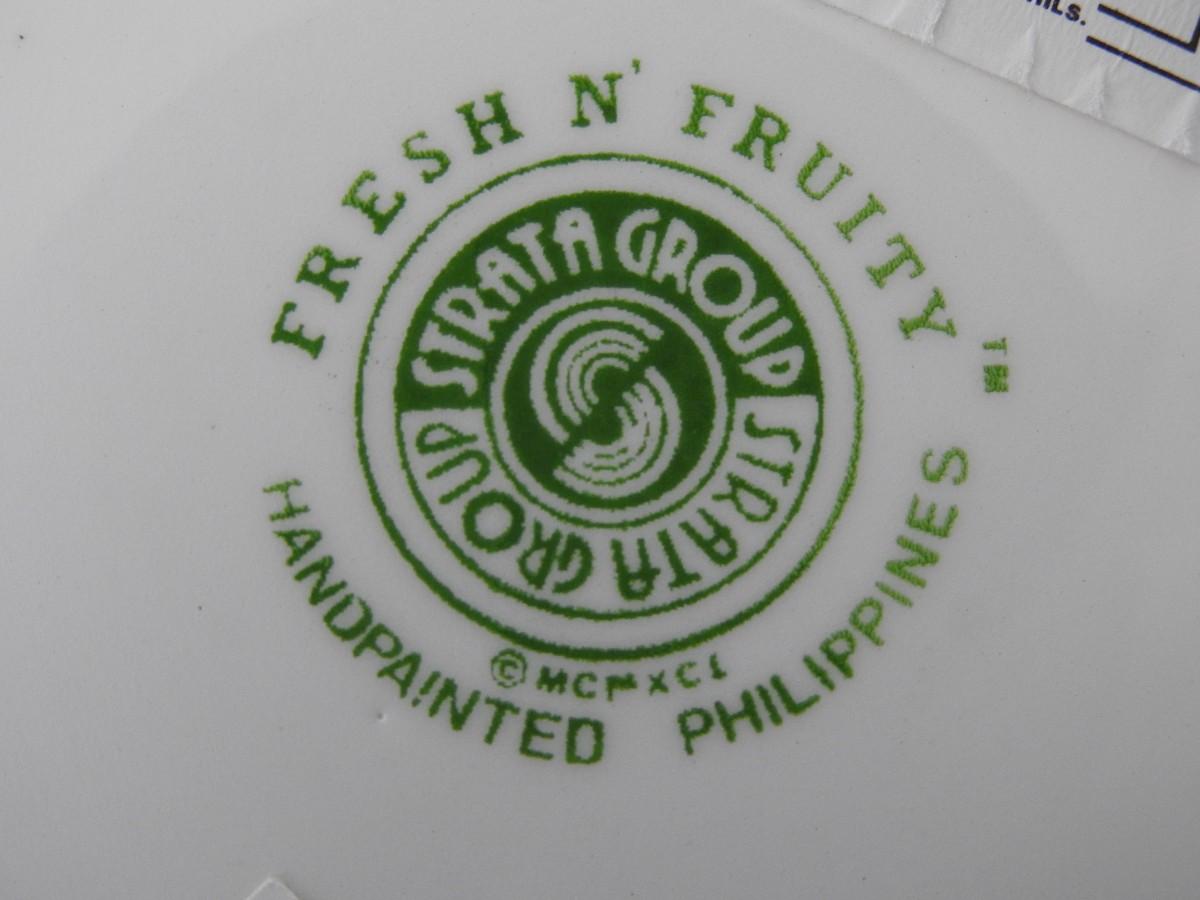 FRESH N' FRUITY™
STRATA GROUP STRATA GROUP
© MCMXCI
HANDPAINTED PHILIPPINES